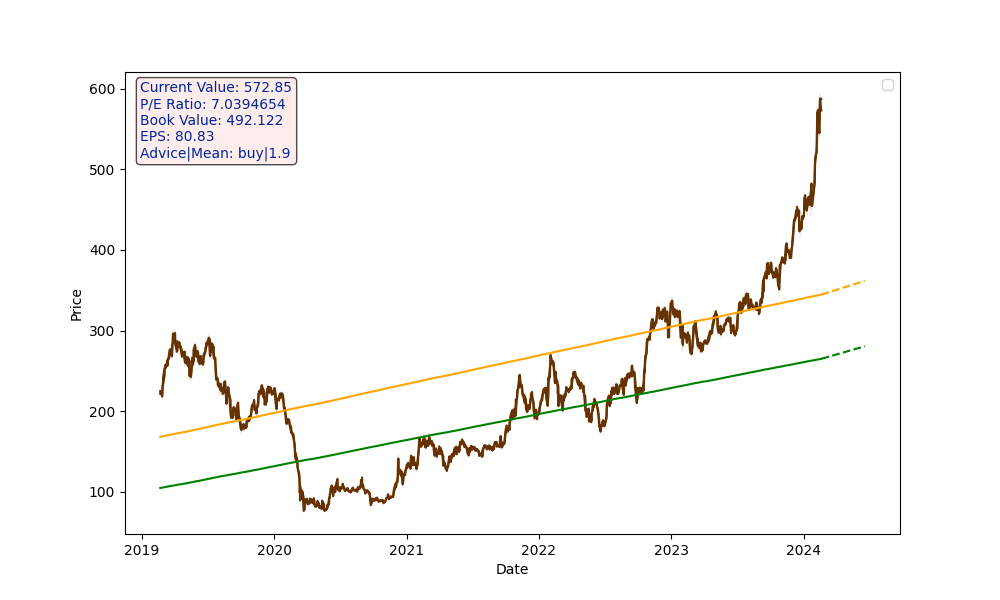 Current Value: 572.85
P/E Ratio: 7.0394654
Book Value: 492.122
EPS: 80.83
Advice|Mean: buy|1.9
600
500
400
300
200
100
Price
2019 2020 2021 2022 2023 2024
Date